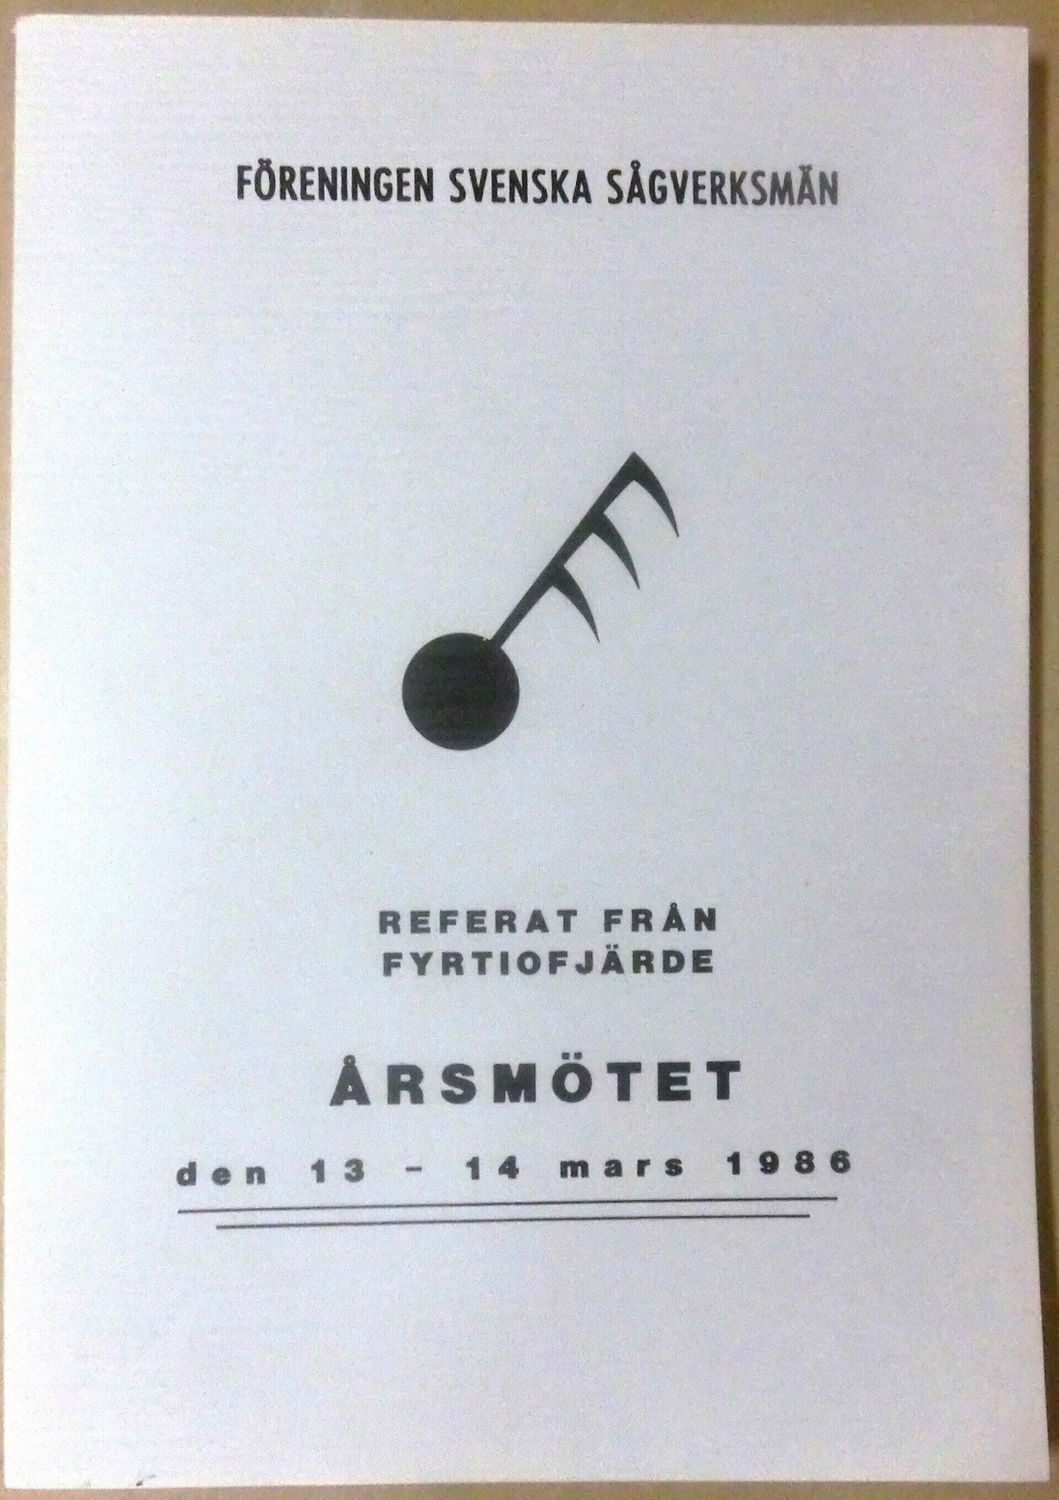 FÖRENINGEN SVENSKA SÅGVERKSMÄN
REFERAT FRÅN
FYRTIOFJÄRDE
ÅRSMÖTET
den 13 - 14 mars 1986